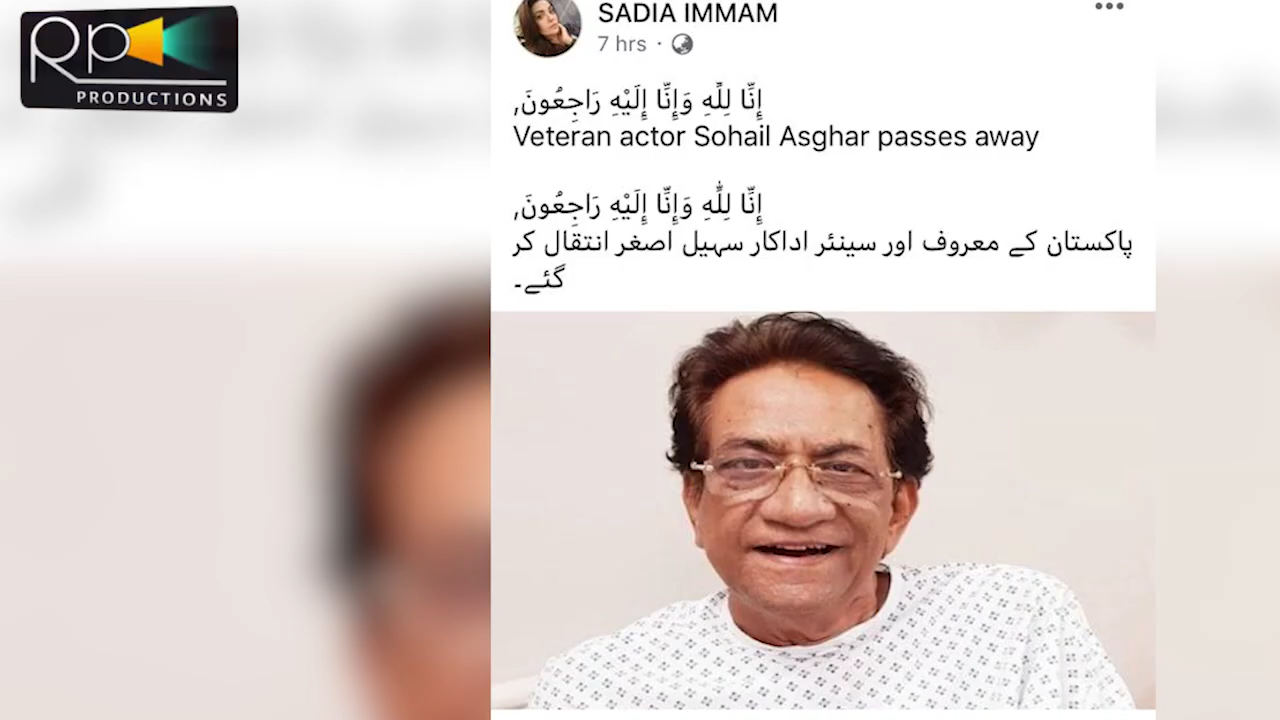 Rp
PRODUCTIONS
SADIA IMMAM
7 hrs ·
إِنَّا لِلّهِ وَإِنَّا إِلَيْهِ رَاجِعُونَ,
Veteran actor Sohail Asghar passes away
إِنَّا لِلّٰهِ وَإِنَّا إِلَيْهِ رَاجِعُونَ,
پاکستان کے معروف اور سینئر اداکار سہیل اصغر انتقال کر
گئے۔